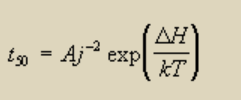 t₅₀ = Aj⁻² exp(ΔH/kT)